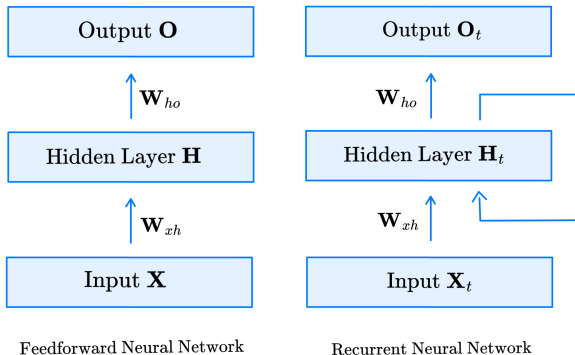 Output O
W_ho
Hidden Layer H
W_xh
Input X
Feedforward Neural Network
Output O_t
W_ho
Hidden Layer H_t
W_xh
Input X_t
Recurrent Neural Network